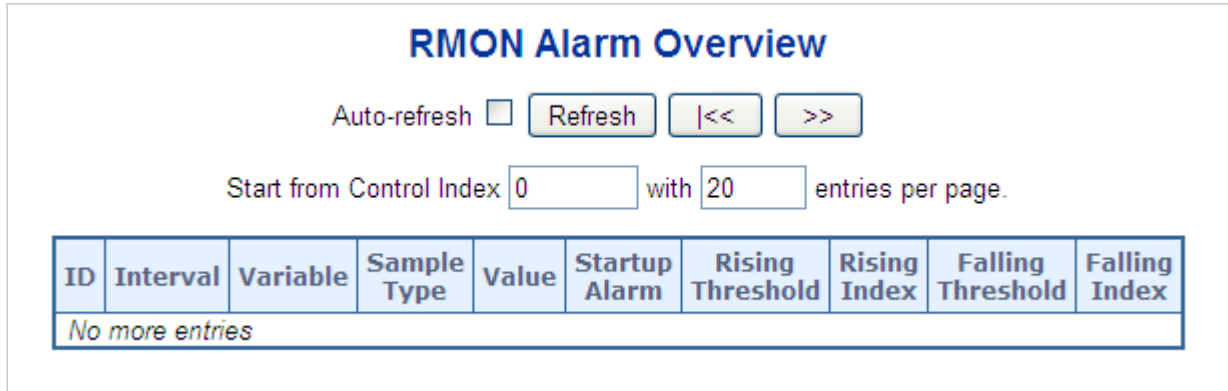 RMON Alarm Overview
Auto-refresh Refresh |<< >>
Start from Control Index 0 with 20 entries per page.
ID Interval Variable Sample Type Value Startup Alarm Rising Threshold Rising Index Falling Threshold Falling Index
No more entries